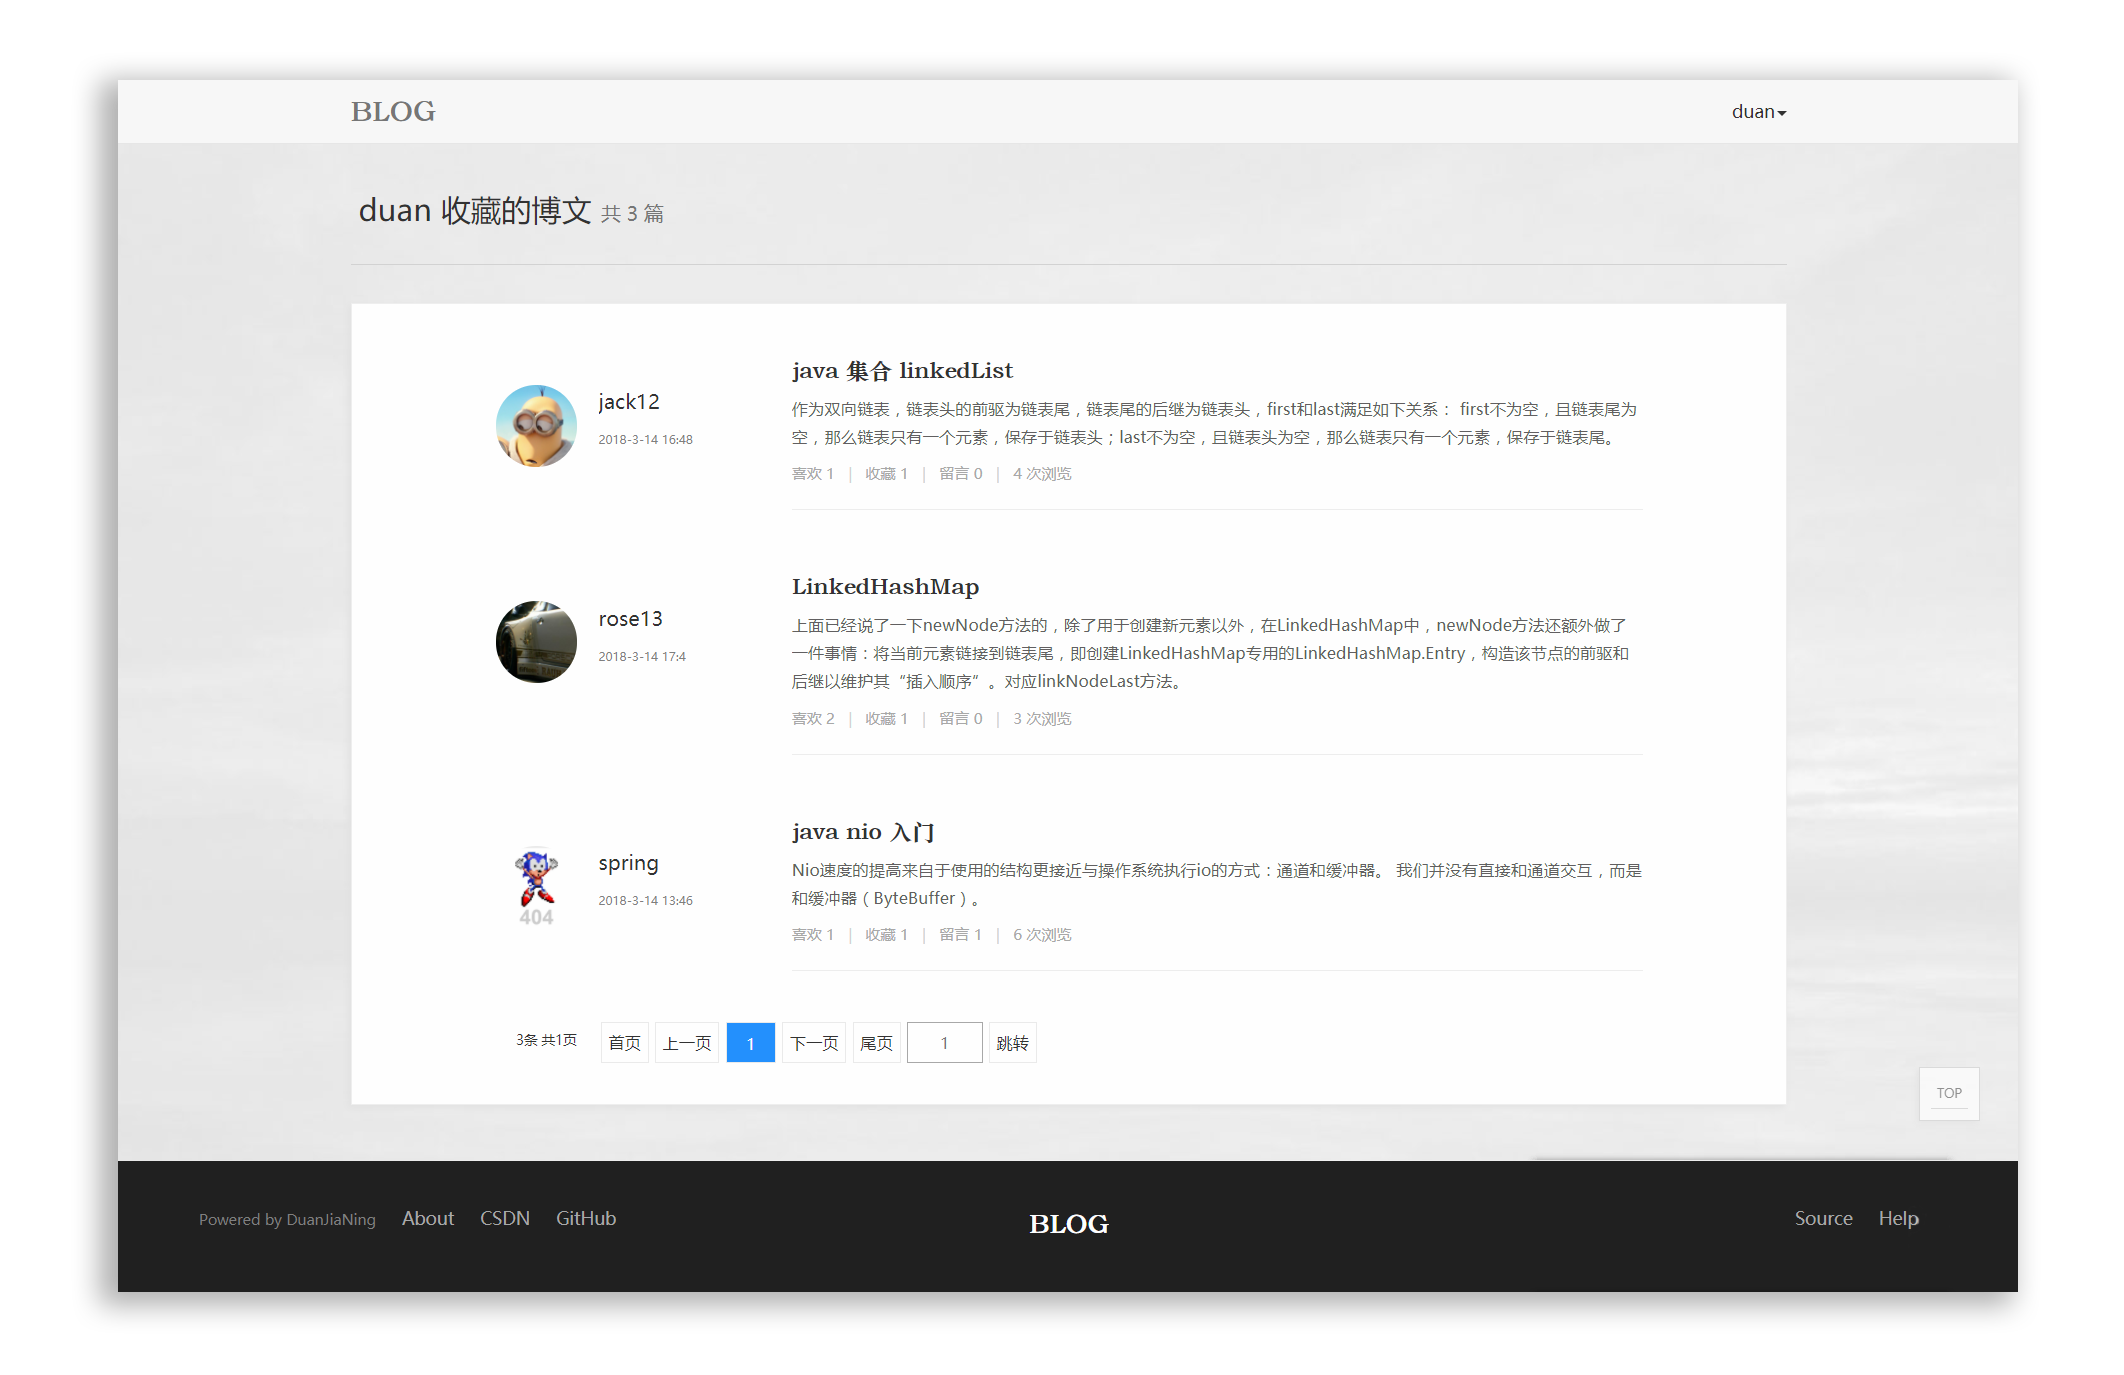 BLOG
duan
duan 收藏的博文 共 3 篇
jack12
2018-3-14 16:48
java 集合 linkedList
作为双向链表，链表头的前驱为链表尾，链表尾的后继为链表头，first和last满足如下关系： first不为空，且链表尾为
空，那么链表只有一个元素，保存于链表头；last不为空，且链表头为空，那么链表只有一个元素，保存于链表尾。
喜欢 1 | 收藏 1 | 留言 0 | 4 次浏览
rose13
2018-3-14 17:4
LinkedHashMap
上面已经说了一下newNode方法的，除了用于创建新元素以外，在LinkedHashMap中，newNode方法还额外做了
一件事情：将当前元素链接到链表尾，即创建LinkedHashMap专用的LinkedHashMap.Entry，构造该节点的前驱和
后继以维护其“插入顺序”。对应linkNodeLast方法。
喜欢 2 | 收藏 1 | 留言 0 | 3 次浏览
404
spring
2018-3-14 13:46
java nio 入门
Nio速度的提高来自于使用的结构更接近与操作系统执行io的方式：通道和缓冲器。 我们并没有直接和通道交互，而是
和缓冲器（ByteBuffer）。
喜欢 1 | 收藏 1 | 留言 1 | 6 次浏览
3条 共1页 首页 上一页 1 下一页 尾页 1 跳转
TOP
Powered by DuanJiaNing About CSDN GitHub BLOG Source Help